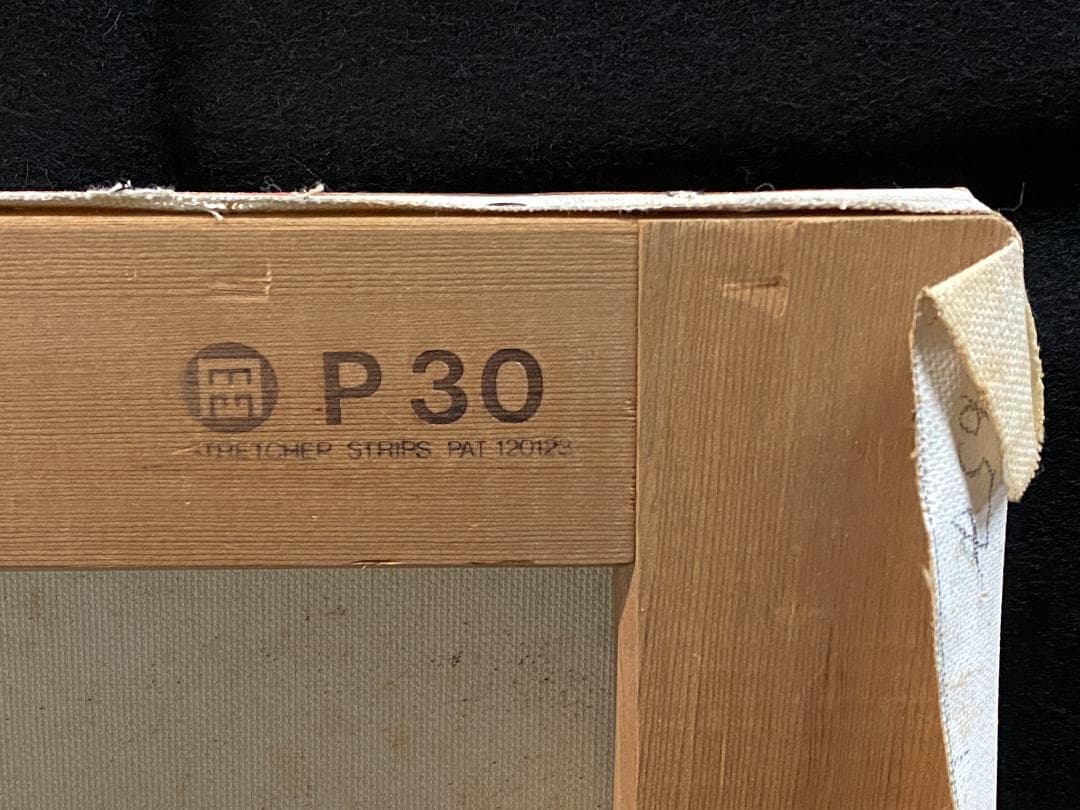 P 30
STRETCHER STRIPS PAT 120123